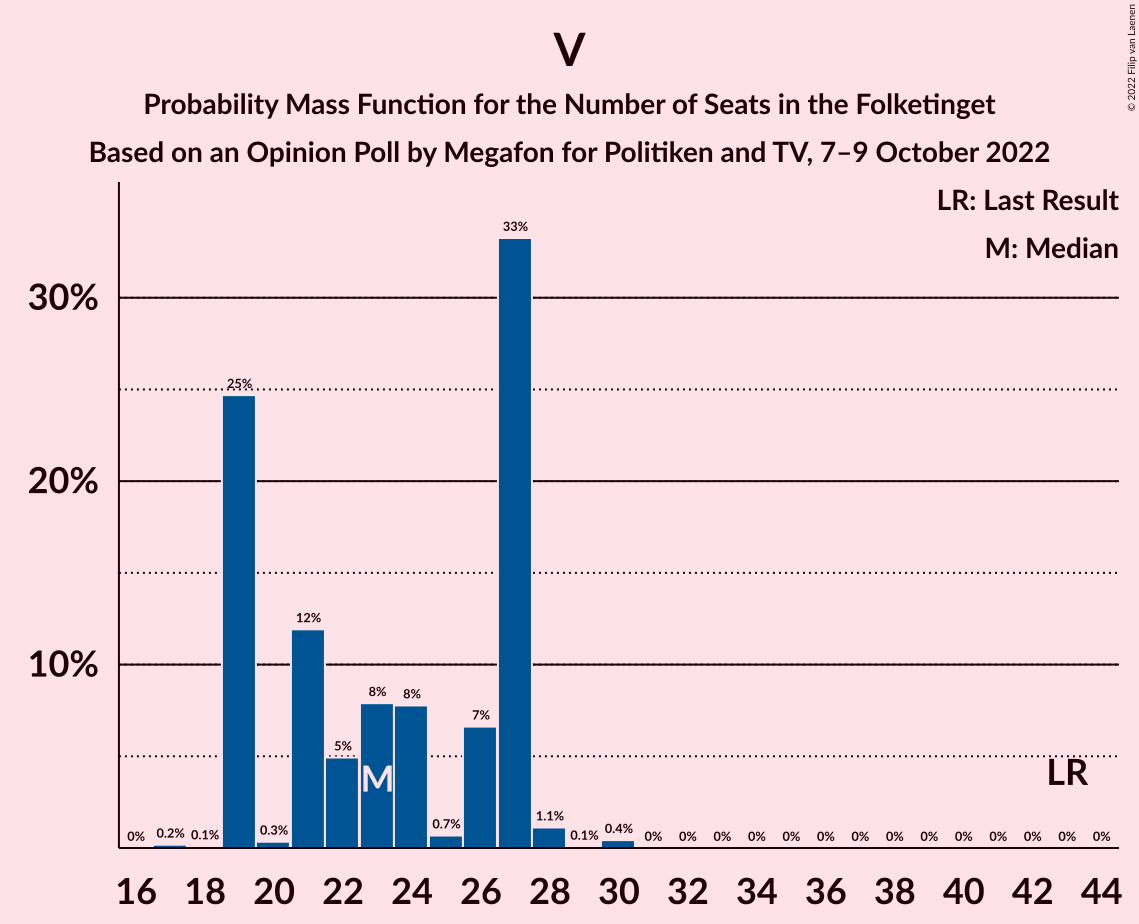 V
Probability Mass Function for the Number of Seats in the Folketinget
Based on an Opinion Poll by Megafon for Politiken and TV, 7–9 October 2022
© 2022 Filip van Laenen
LR: Last Result
M: Median
30%
20%
10%
0% 0.2% 0.1% 25% 0.3% 12% 5% 8% 8% 0.7% 7% 33% 1.1% 0.1% 0.4% 0% 0% 0% 0% 0% 0% 0% 0% 0% 0% 0% 0% 0% 0%
M
LR
16 18 20 22 24 26 28 30 32 34 36 38 40 42 44